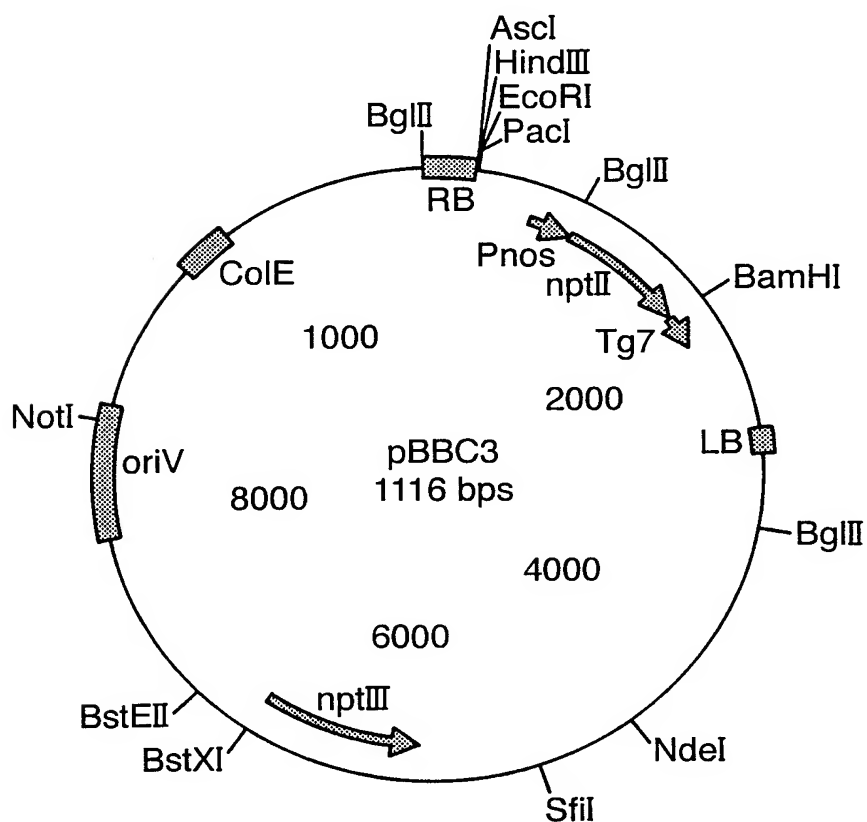 AscI
HindⅢ
EcoRI
PacI
BglⅡ
RB
BglⅡ
ColE
Pnos
nptⅡ
BamHI
Tg7
1000
2000
NotI
oriV
LB
pBBC3
1116 bps
8000
BglⅡ
4000
6000
nptⅢ
BstEⅡ
BstXI
NdeI
SfiI